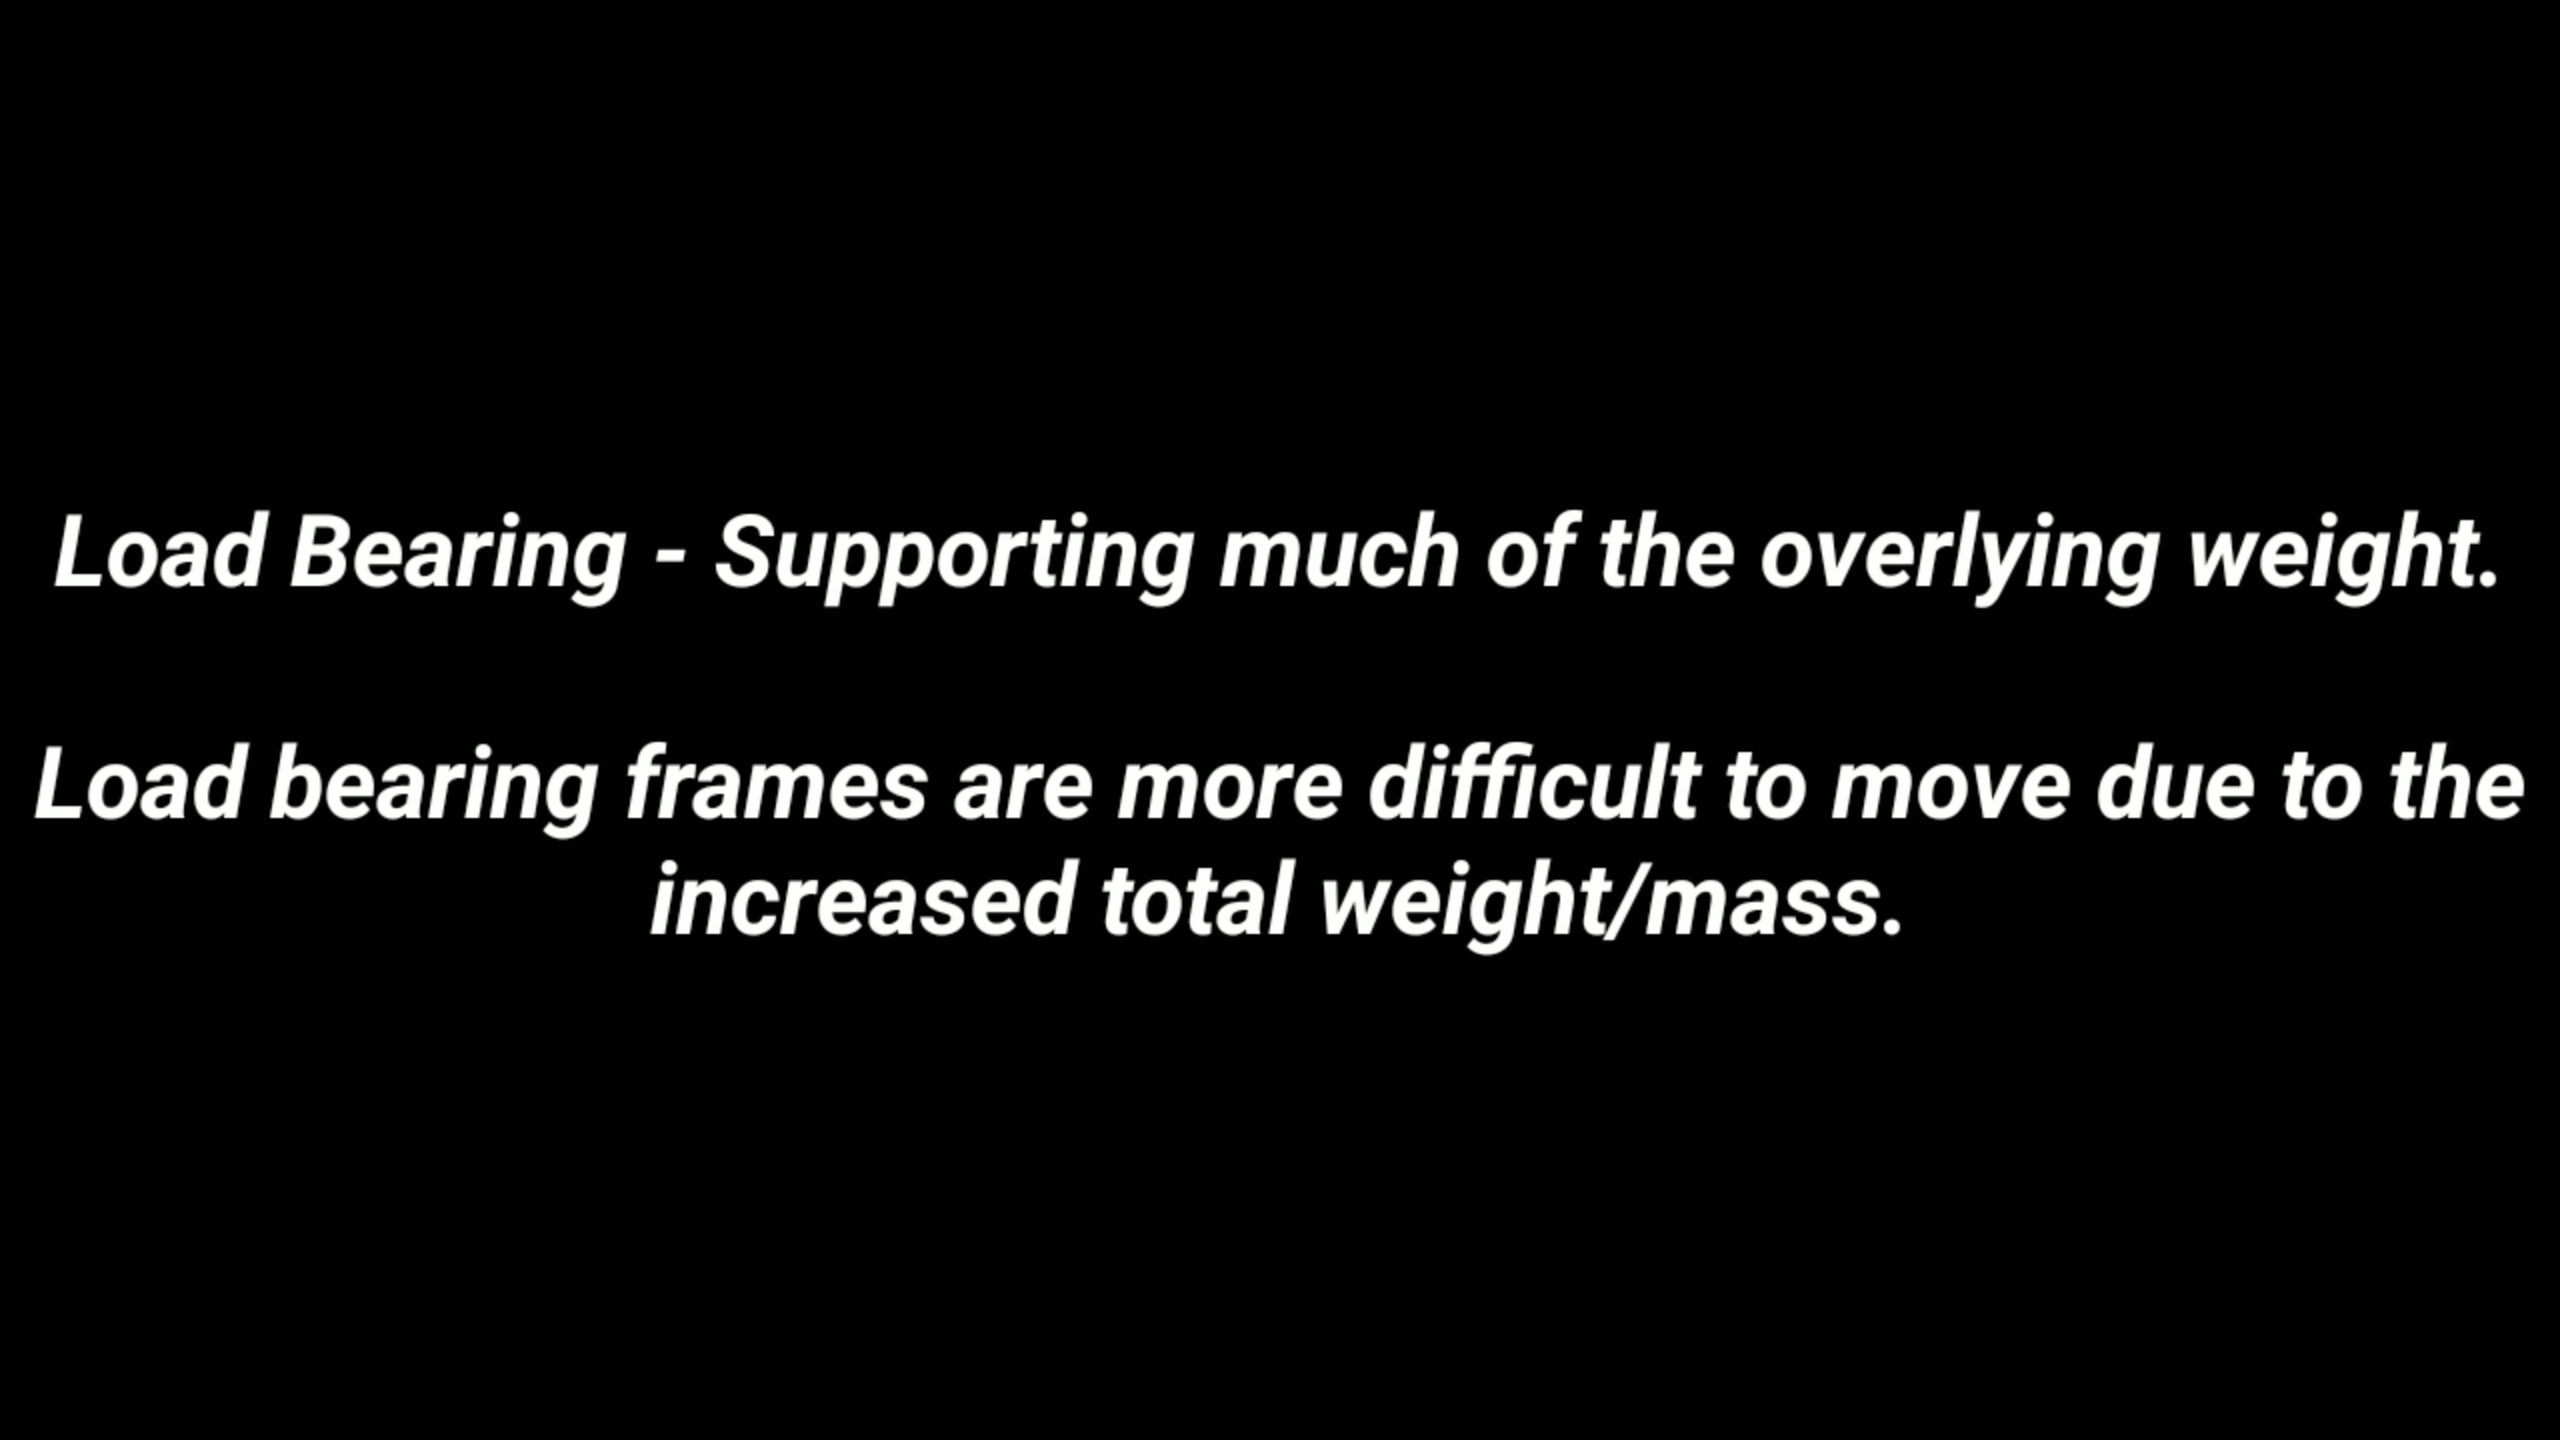 Load Bearing - Supporting much of the overlying weight.
Load bearing frames are more difficult to move due to the
increased total weight/mass.